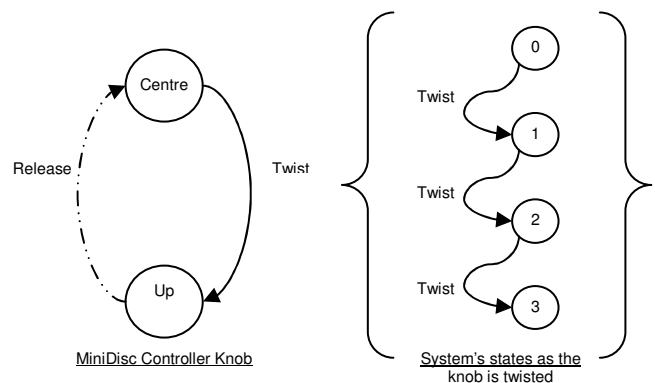 Centre
Release
Twist
Up
MiniDisc Controller Knob
0
Twist
1
Twist
2
Twist
3
System's states as the
knob is twisted